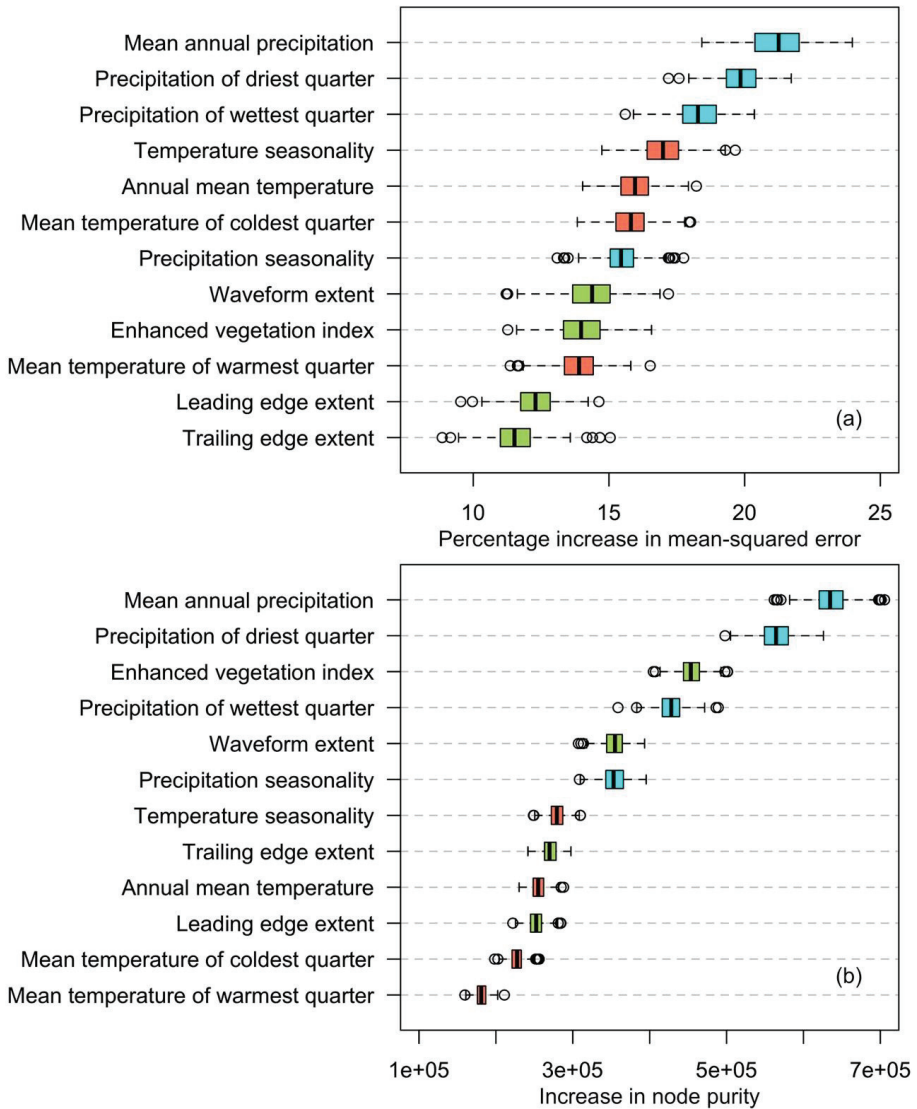 Mean annual precipitation
Precipitation of driest quarter
Precipitation of wettest quarter
Temperature seasonality
Annual mean temperature
Mean temperature of coldest quarter
Precipitation seasonality
Waveform extent
Enhanced vegetation index
Mean temperature of warmest quarter
Leading edge extent
Trailing edge extent
(a)
10 15 20 25
Percentage increase in mean-squared error
Mean annual precipitation
Precipitation of driest quarter
Enhanced vegetation index
Precipitation of wettest quarter
Waveform extent
Precipitation seasonality
Temperature seasonality
Trailing edge extent
Annual mean temperature
Leading edge extent
Mean temperature of coldest quarter
Mean temperature of warmest quarter
(b)
1e+05 3e+05 5e+05 7e+05
Increase in node purity